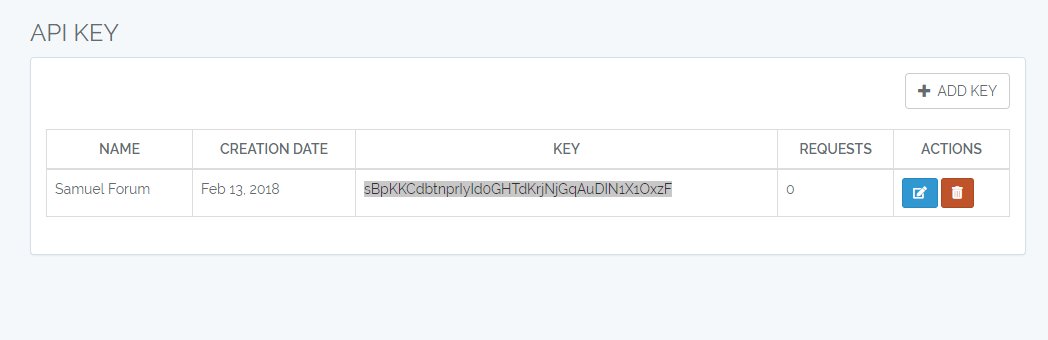 API KEY
ADD KEY
NAME CREATION DATE KEY REQUESTS ACTIONS
Samuel Forum Feb 13, 2018 sBpKKCdbtnprIyId0GHTdKrjNjGqAuDIN1X1OxzF 0